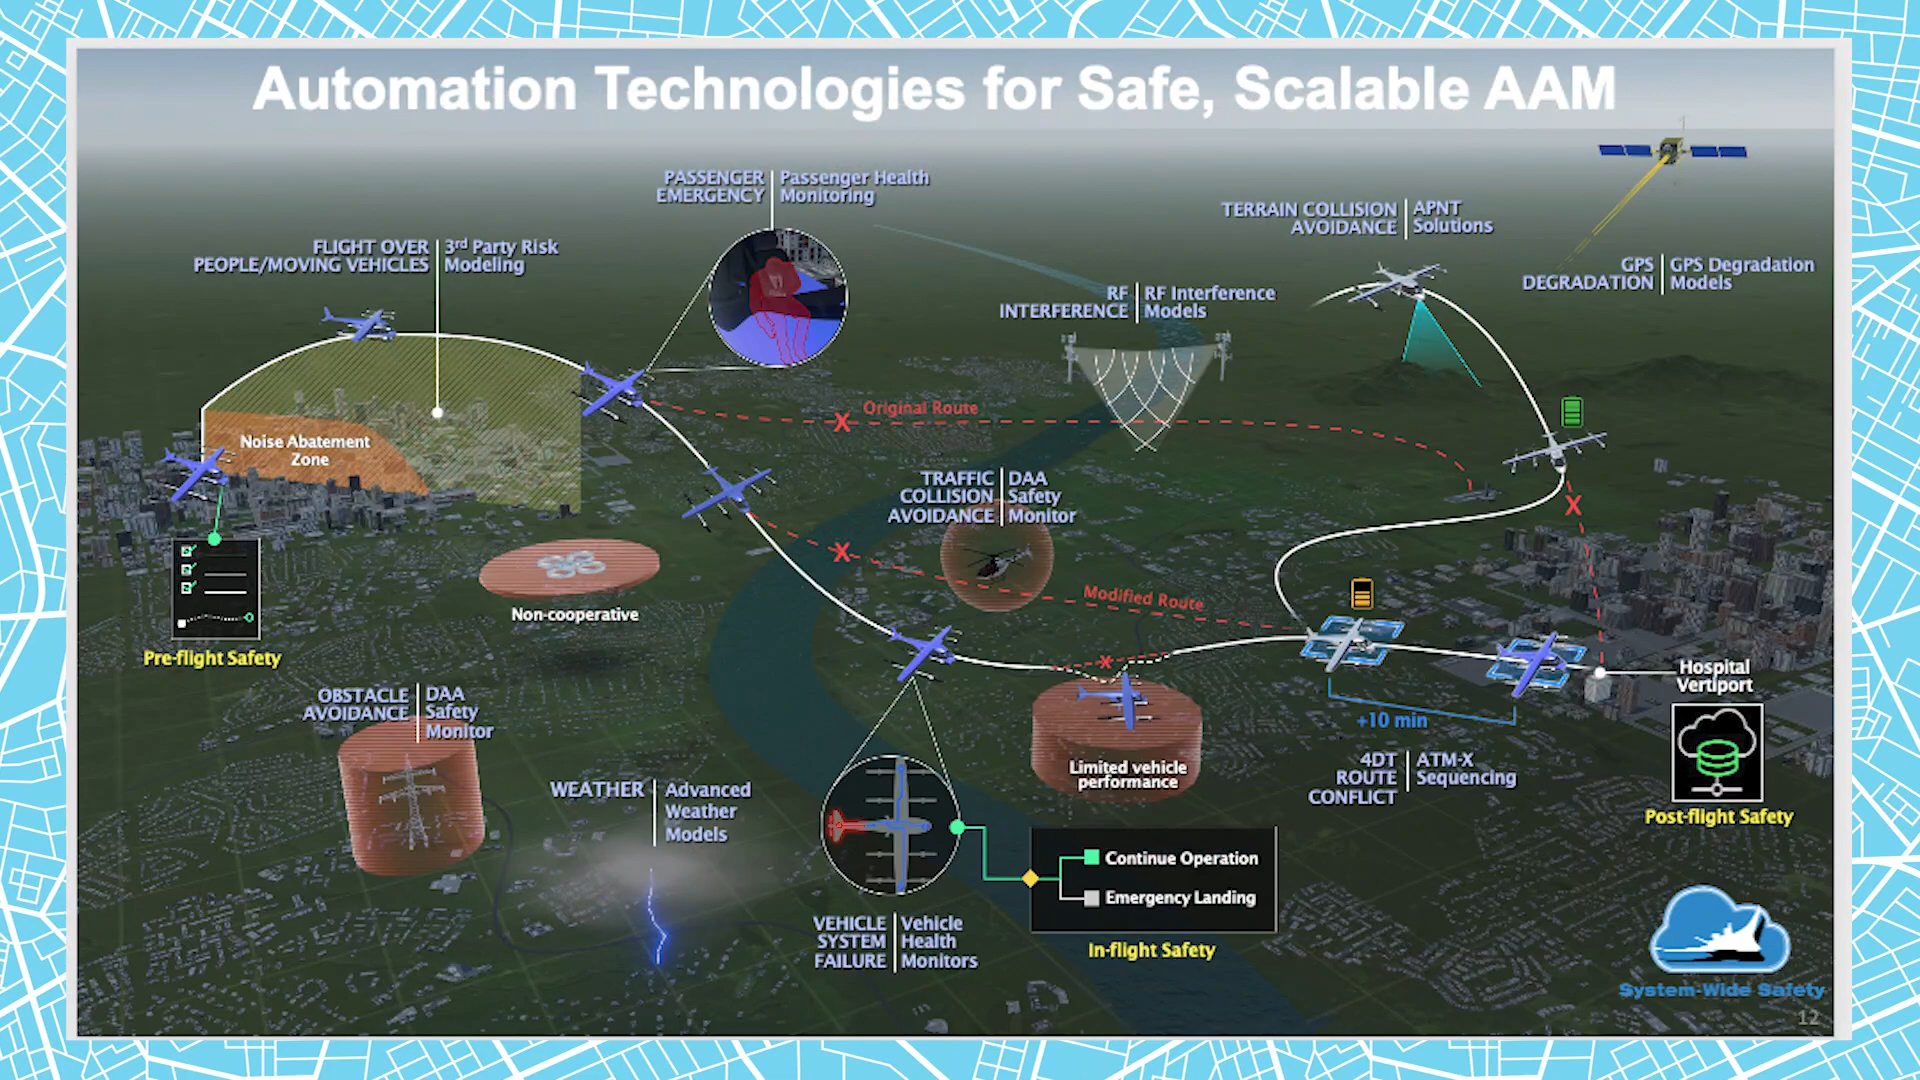 Automation Technologies for Safe, Scalable AAM
PASSENGER
EMERGENCY
Passenger Health
Monitoring
TERRAIN COLLISION
AVOIDANCE
APNT
Solutions
FLIGHT OVER
PEOPLE/MOVING VEHICLES
3rd Party Risk
Modeling
GPS
DEGRADATION
GPS Degradation
Models
RF
INTERFERENCE
RF Interference
Models
Original Route
Noise Abatement
Zone
TRAFFIC
COLLISION
AVOIDANCE
DAA
Safety
Monitor
Modified Route
Non-cooperative
Pre-flight Safety
Hospital
Vertiport
OBSTACLE
AVOIDANCE
DAA
Safety
Monitor
+10 min
Limited vehicle
performance
4DT
ROUTE
CONFLICT
ATM-X
Sequencing
WEATHER
Advanced
Weather
Models
Post-flight Safety
Continue Operation
Emergency Landing
In-flight Safety
VEHICLE
SYSTEM
FAILURE
Vehicle
Health
Monitors
System-Wide Safety
12